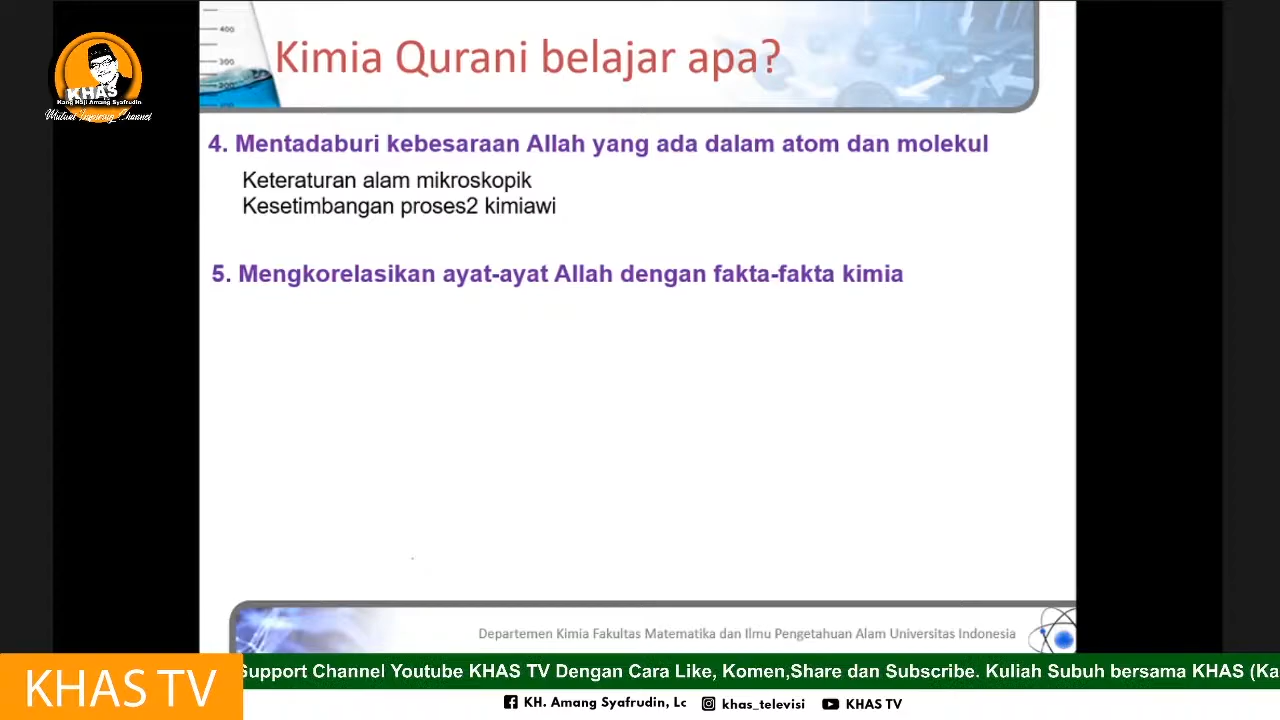 400
300
200
Kimia Qurani belajar apa?
KHAS
Kang Haji Amang Syafrudin
Channel
4. Mentadaburi kebesaraan Allah yang ada dalam atom dan molekul
Keteraturan alam mikroskopik
Kesetimbangan proses2 kimiawi
5. Mengkorelasikan ayat-ayat Allah dengan fakta-fakta kimia
Departemen Kimia Fakultas Matematika dan Ilmu Pengetahuan Alam Universitas Indonesia
KHAS TV
Support Channel Youtube KHAS TV Dengan Cara Like, Komen,Share dan Subscribe. Kuliah Subuh bersama KHAS (Ka
KH. Amang Syafrudin, Lc khas_televisi KHAS TV